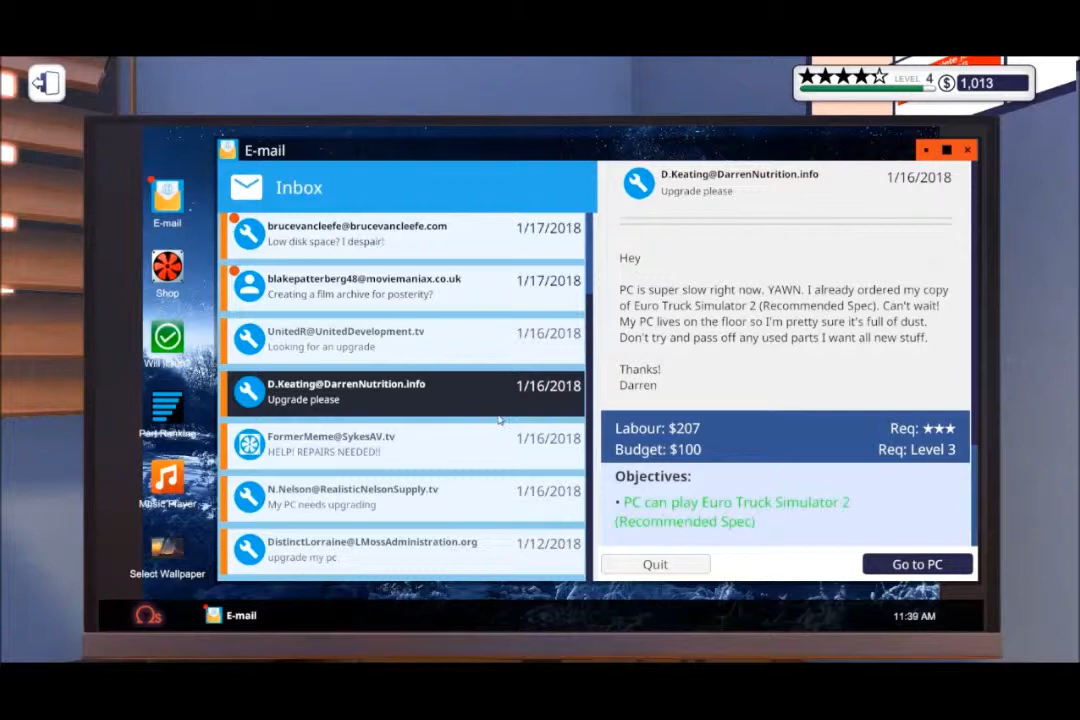 LEVEL 4 $ 1,013
E-mail
Inbox
E-mail
Shop
Part Ranking
Music Player
Select Wallpaper
brucevancleefe@brucevancleefe.com 1/17/2018
Low disk space? I despair!
blakepatterberg48@moviemaniax.co.uk 1/17/2018
Creating a film archive for posterity?
UnitedR@UnitedDevelopment.tv 1/16/2018
Looking for an upgrade
D.Keating@DarrenNutrition.info 1/16/2018
Upgrade please
FormerMeme@SykesAV.tv 1/16/2018
HELP! REPAIRS NEEDED!!
N.Nelson@RealisticNelsonSupply.tv 1/16/2018
My PC needs upgrading
DistinctLorraine@LMossAdministration.org 1/12/2018
upgrade my pc
D.Keating@DarrenNutrition.info 1/16/2018
Upgrade please
Hey
PC is super slow right now. YAWN. I already ordered my copy
of Euro Truck Simulator 2 (Recommended Spec). Can't wait!
My PC lives on the floor so I'm pretty sure it's full of dust.
Don't try and pass off any used parts I want all new stuff.
Thanks!
Darren
Labour: $207 Req: ★★★
Budget: $100 Req: Level 3
Objectives:
• PC can play Euro Truck Simulator 2
(Recommended Spec)
Quit Go to PC
Ωs E-mail 11:39 AM